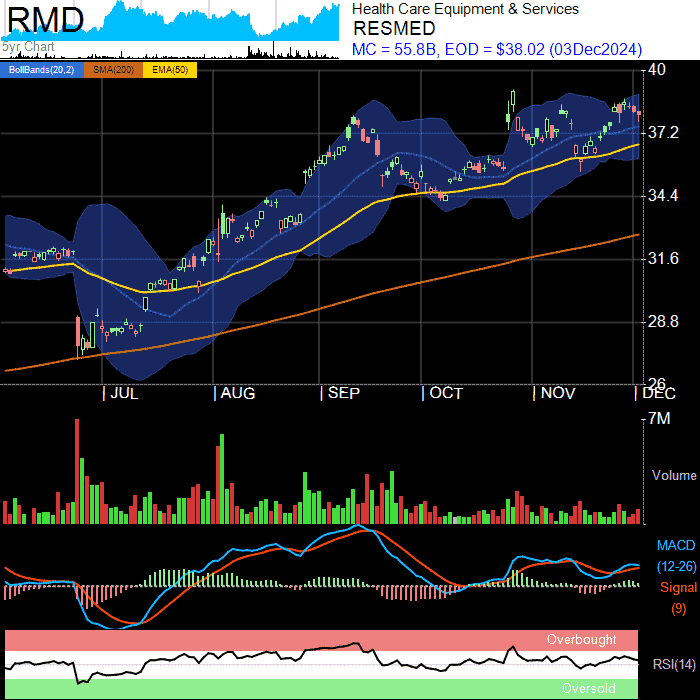 RMD
5yr Chart
Health Care Equipment & Services
RESMED
MC = 55.8B, EOD = $38.02 (03Dec2024)
BollBands(20,2) SMA(200) EMA(50)
40
37.2
34.4
31.6
28.8
26
JUL AUG SEP OCT NOV DEC
7M
Volume
MACD
(12-26)
Signal
(9)
Overbought
RSI(14)
Oversold